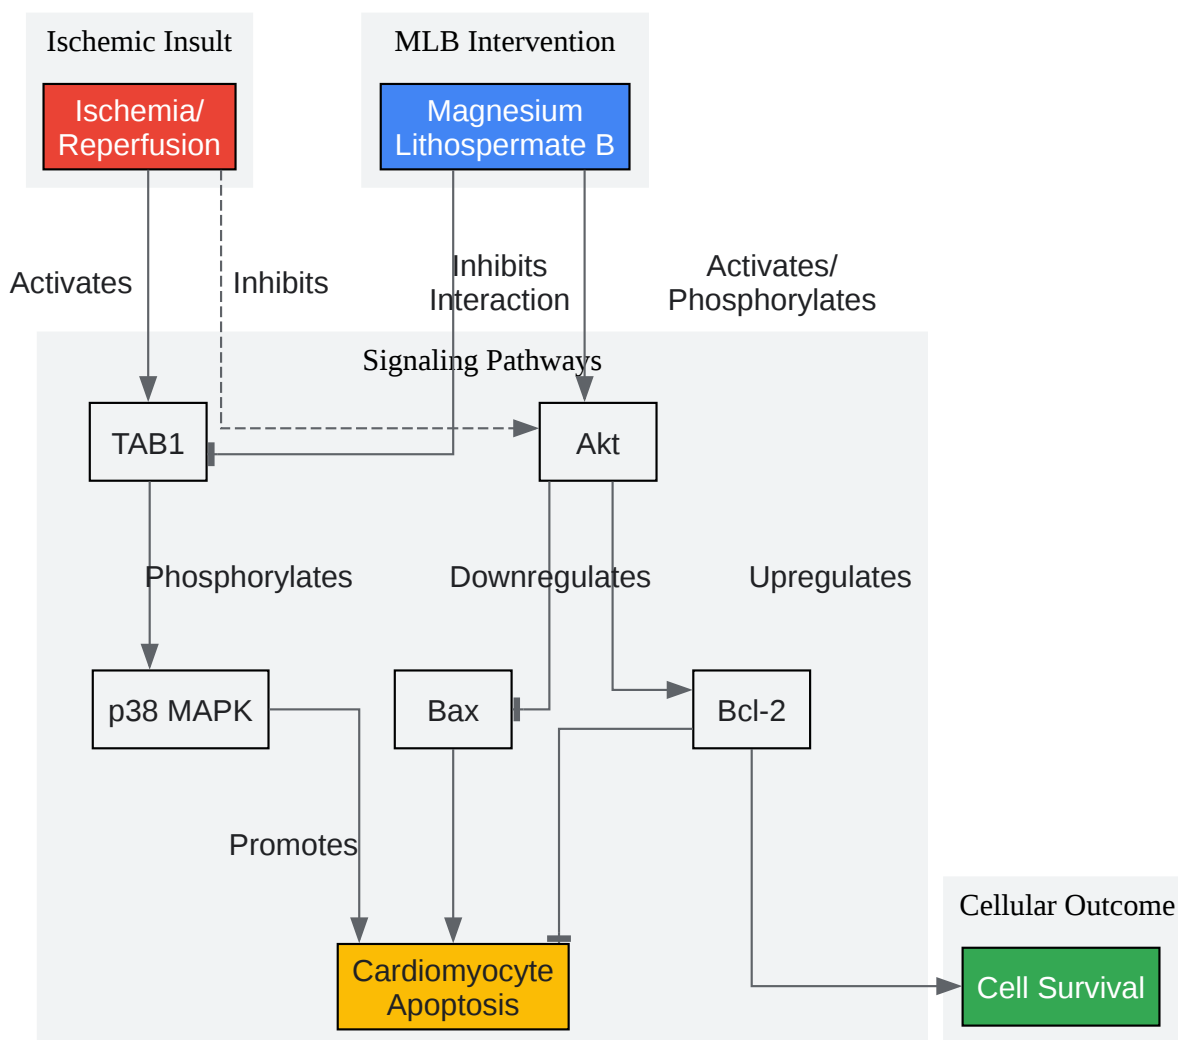 Ischemic Insult
MLB Intervention
Ischemia/
Reperfusion
Magnesium
Lithospermate B
Activates
Inhibits
Inhibits
Interaction
Activates/
Phosphorylates
Signaling Pathways
TAB1
Akt
Phosphorylates
Downregulates
Upregulates
p38 MAPK
Bax
Bcl-2
Promotes
Cellular Outcome
Cardiomyocyte
Apoptosis
Cell Survival